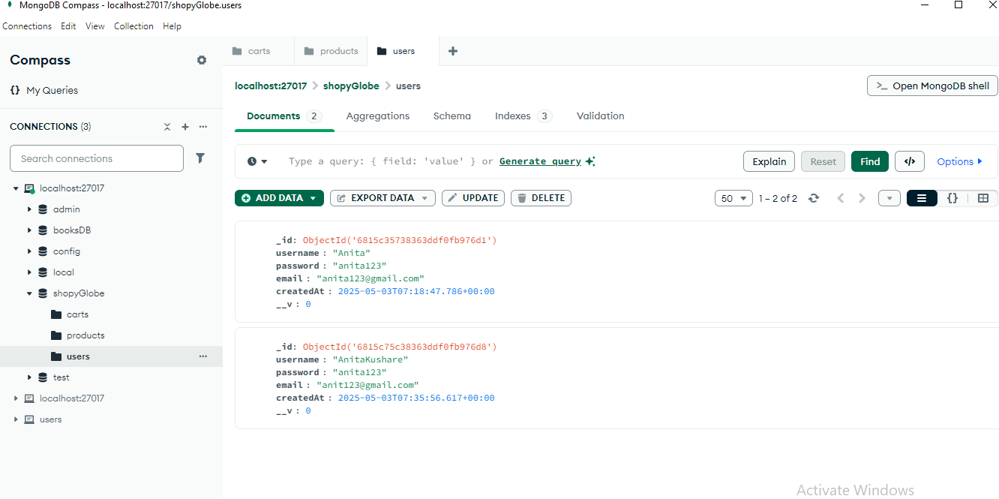 MongoDB Compass - localhost:27017/shopyGlobe.users
Connections Edit View Collection Help
Compass
{} My Queries
CONNECTIONS (3)
Search connections
localhost:27017
admin
booksDB
config
local
shopyGlobe
carts
products
users
test
localhost:27017
users
carts products users
localhost:27017 > shopyGlobe > users
>_ Open MongoDB shell
Documents 2 Aggregations Schema Indexes 3 Validation
Type a query: { field: 'value' } or Generate query
Explain Reset Find </> Options
ADD DATA EXPORT DATA UPDATE DELETE
50 1 – 2 of 2 {}
_id: ObjectId('6815c35738363ddf0fb976d1')
username : "Anita"
password : "anita123"
email : "anita123@gmail.com"
createdAt : 2025-05-03T07:18:47.786+00:00
__v : 0
_id: ObjectId('6815c75c38363ddf0fb976d8')
username : "AnitaKushare"
password : "anita123"
email : "anit123@gmail.com"
createdAt : 2025-05-03T07:35:56.617+00:00
__v : 0
Activate Windows